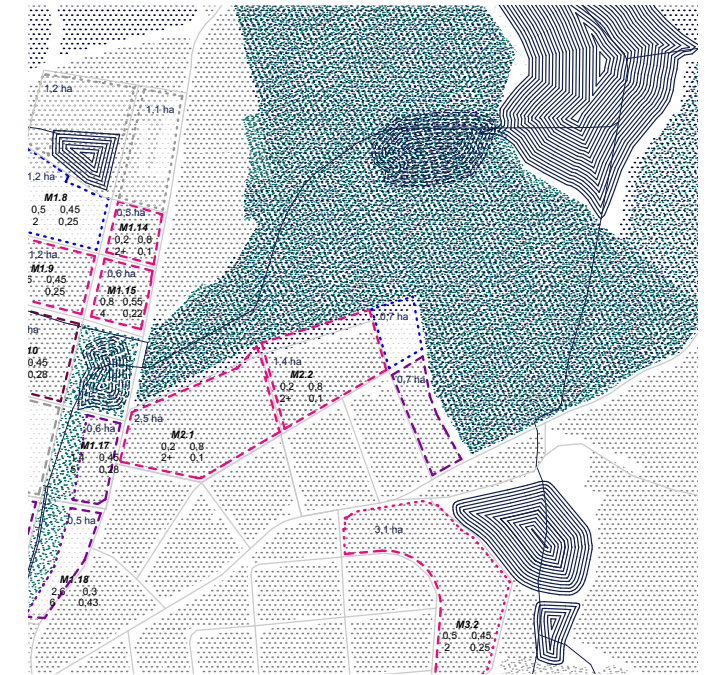 1,2 ha
1,1 ha
1,2 ha
M1.8
0,5 0,45
2 0,25
0,5 ha
M1.14
0,2 0,8
2+ 0,1
1,2 ha
M1.9
0,45
0,25
0,6 ha
M1.15
0,8 0,55
4 0,22
ha
10
0,45
0,28
0,7 ha
1,4 ha
M2.2
0,2 0,8
2+ 0,1
0,7 ha
2,5 ha
M2.1
0,2 0,8
2+ 0,1
0,6 ha
M1.17
0,45
0,28
0,5 ha
M1.18
0,3
6 0,43
3,1 ha
M3.2
0,5 0,45
2 0,25